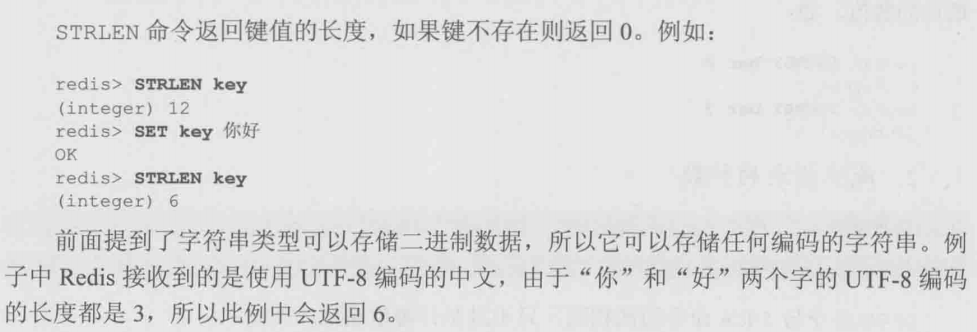 STRLEN 命令返回键值的长度，如果键不存在则返回 0。例如：
redis> STRLEN key
(integer) 12
redis> SET key 你好
OK
redis> STRLEN key
(integer) 6
前面提到了字符串类型可以存储二进制数据，所以它可以存储任何编码的字符串。例
子中 Redis 接收到的是使用 UTF-8 编码的中文，由于“你”和“好”两个字的 UTF-8 编码
的长度都是 3，所以此例中会返回 6。